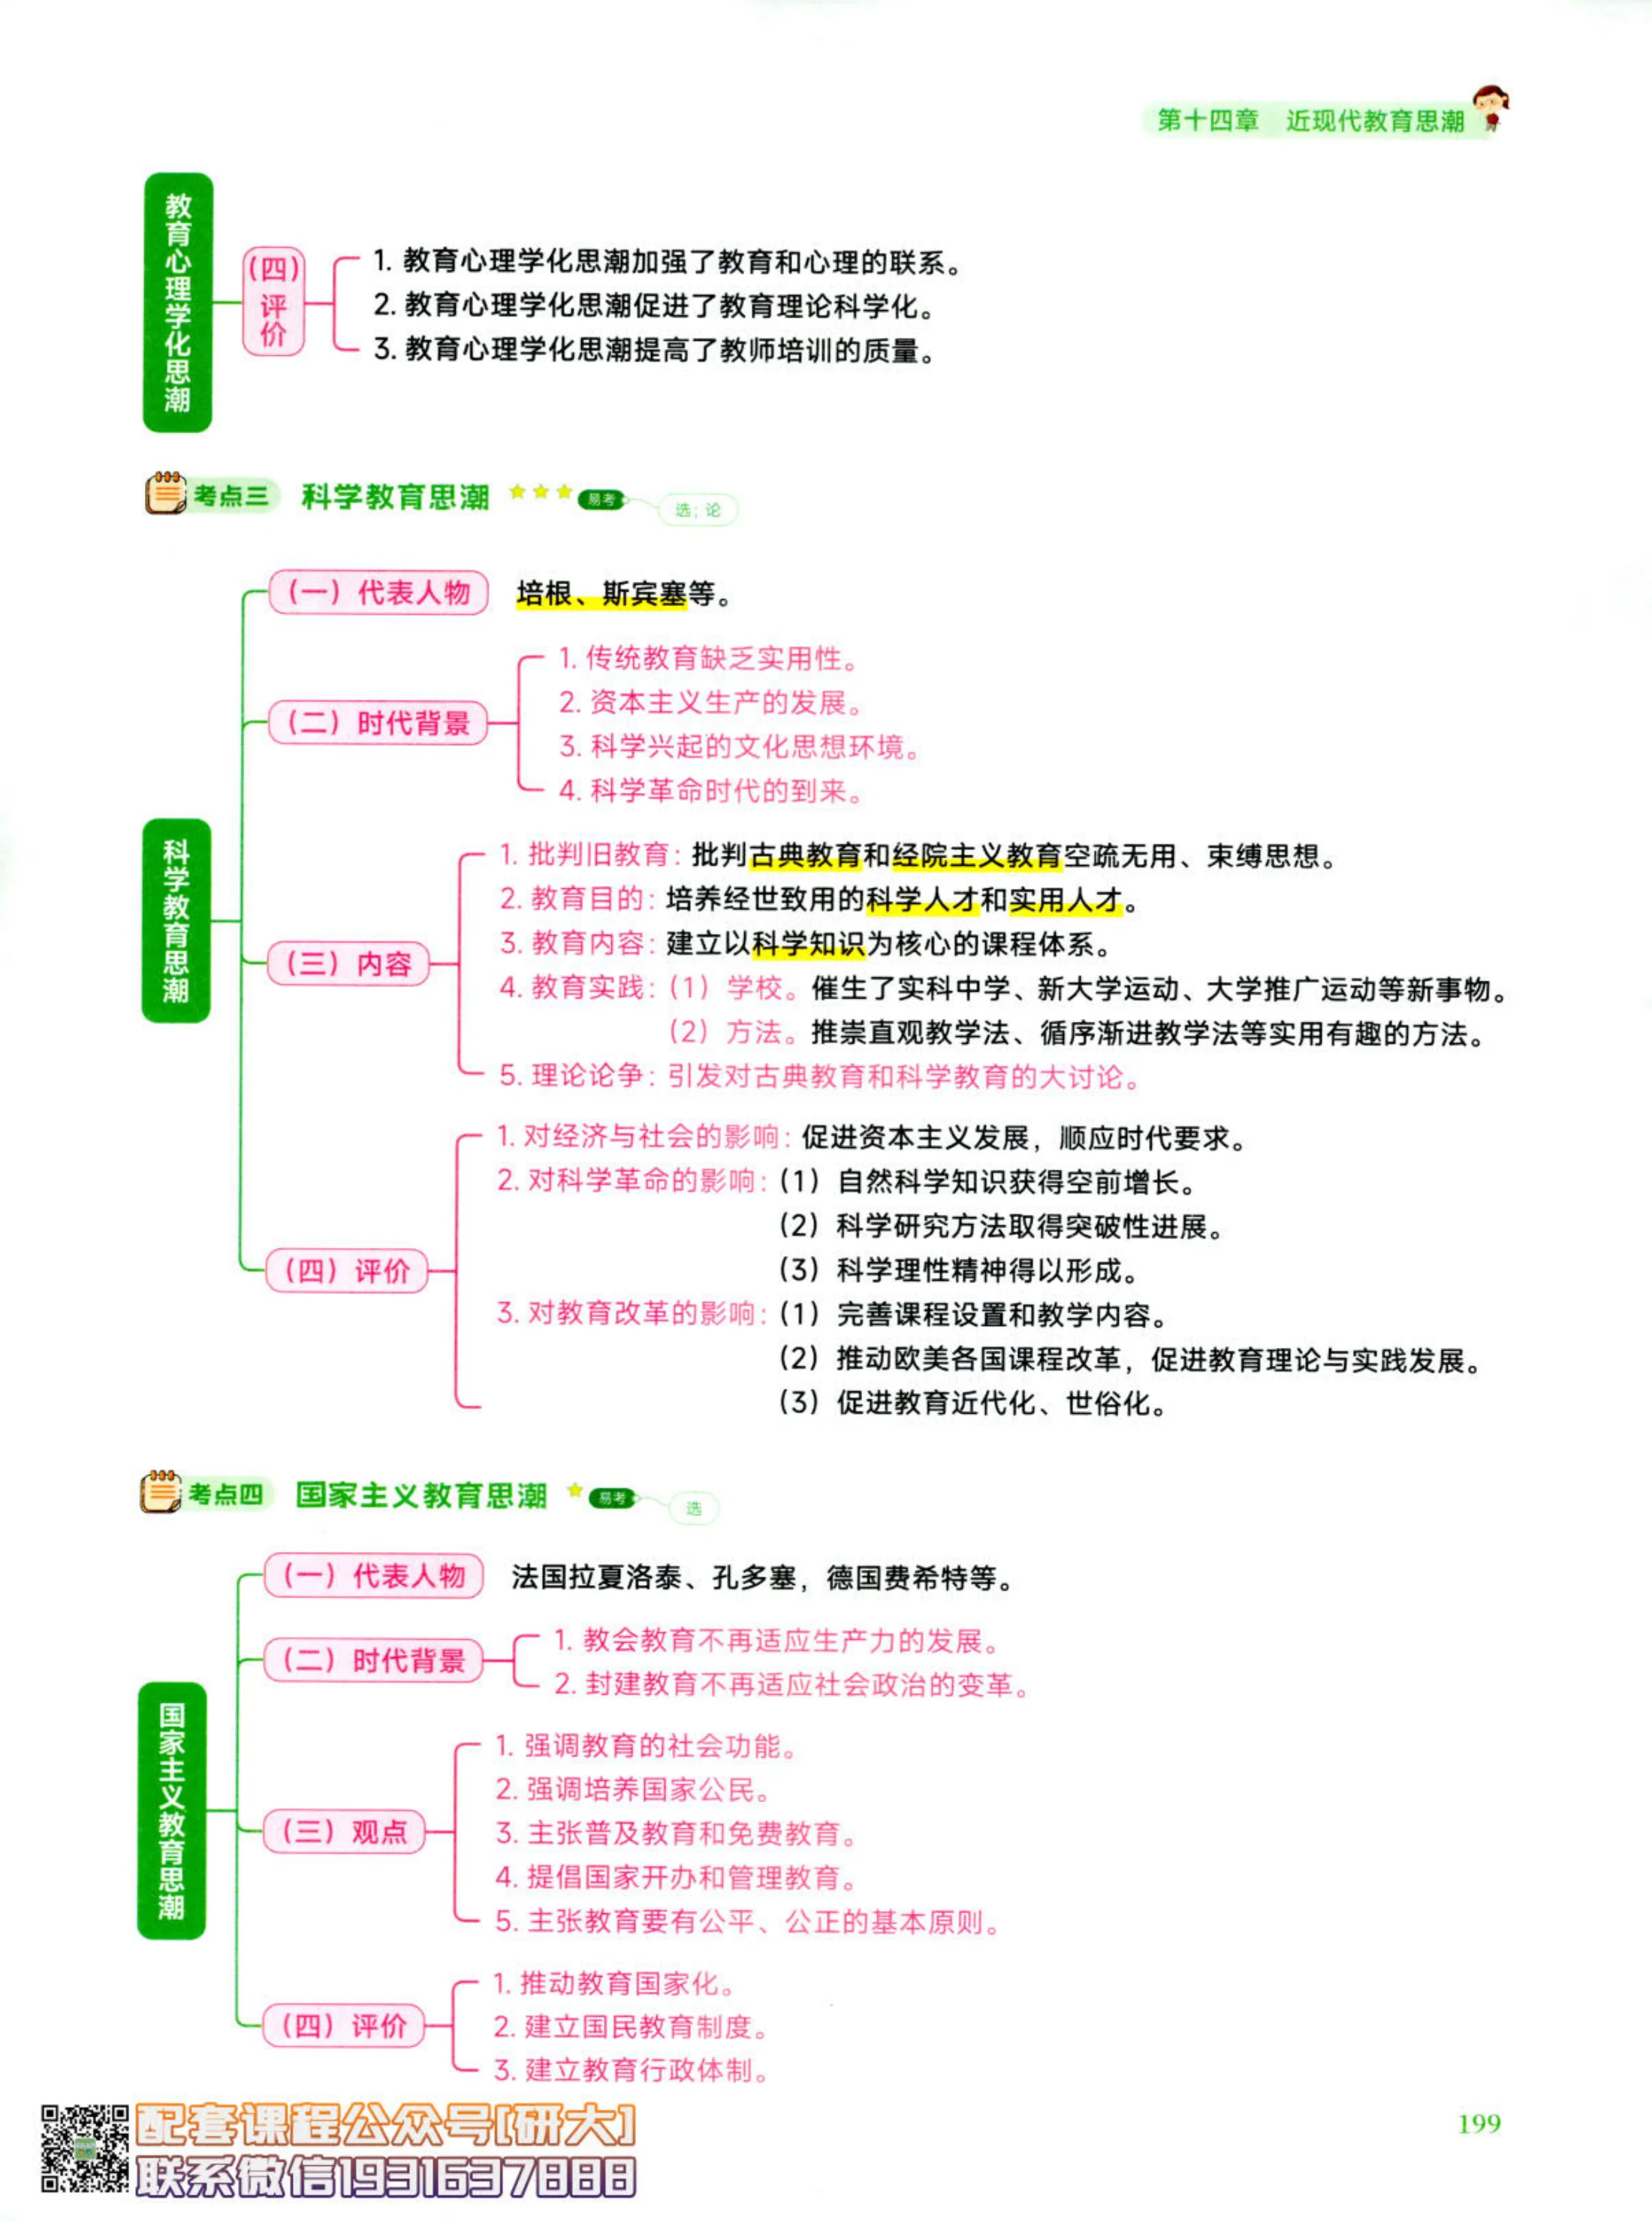 第十四章 近现代教育思潮
教育心理学化思潮
（四）评价
1. 教育心理学化思潮加强了教育和心理的联系。
2. 教育心理学化思潮促进了教育理论科学化。
3. 教育心理学化思潮提高了教师培训的质量。
考点三 科学教育思潮 易考 选；论
科学教育思潮
（一）代表人物 培根、斯宾塞等。
（二）时代背景
1. 传统教育缺乏实用性。
2. 资本主义生产的发展。
3. 科学兴起的文化思想环境。
4. 科学革命时代的到来。
（三）内容
1. 批判旧教育：批判古典教育和经院主义教育空疏无用、束缚思想。
2. 教育目的：培养经世致用的科学人才和实用人才。
3. 教育内容：建立以科学知识为核心的课程体系。
4. 教育实践：（1）学校。催生了实科中学、新大学运动、大学推广运动等新事物。
（2）方法。推崇直观教学法、循序渐进教学法等实用有趣的方法。
5. 理论论争：引发对古典教育和科学教育的大讨论。
（四）评价
1. 对经济与社会的影响：促进资本主义发展，顺应时代要求。
2. 对科学革命的影响：（1）自然科学知识获得空前增长。
（2）科学研究方法取得突破性进展。
（3）科学理性精神得以形成。
3. 对教育改革的影响：（1）完善课程设置和教学内容。
（2）推动欧美各国课程改革，促进教育理论与实践发展。
（3）促进教育近代化、世俗化。
考点四 国家主义教育思潮 易考 选
国家主义教育思潮
（一）代表人物 法国拉夏洛泰、孔多塞，德国费希特等。
（二）时代背景
1. 教会教育不再适应生产力的发展。
2. 封建教育不再适应社会政治的变革。
（三）观点
1. 强调教育的社会功能。
2. 强调培养国家公民。
3. 主张普及教育和免费教育。
4. 提倡国家开办和管理教育。
5. 主张教育要有公平、公正的基本原则。
（四）评价
1. 推动教育国家化。
2. 建立国民教育制度。
3. 建立教育行政体制。
配套课程公众号[研大]
联系微信1931637888
199